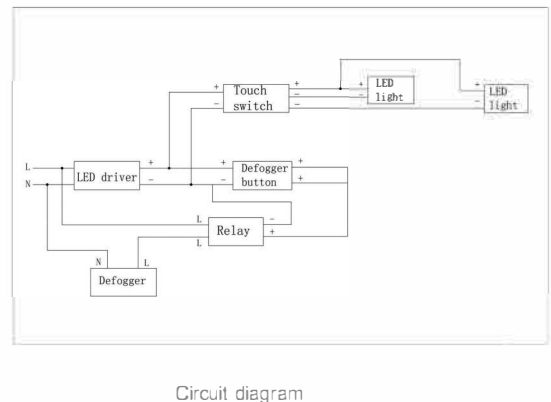 + Touch switch + + LED light + LED light
- - - -
L LED driver + + Defogger button +
N - - +
L Relay -
L +
N L
Defogger
Circuit diagram